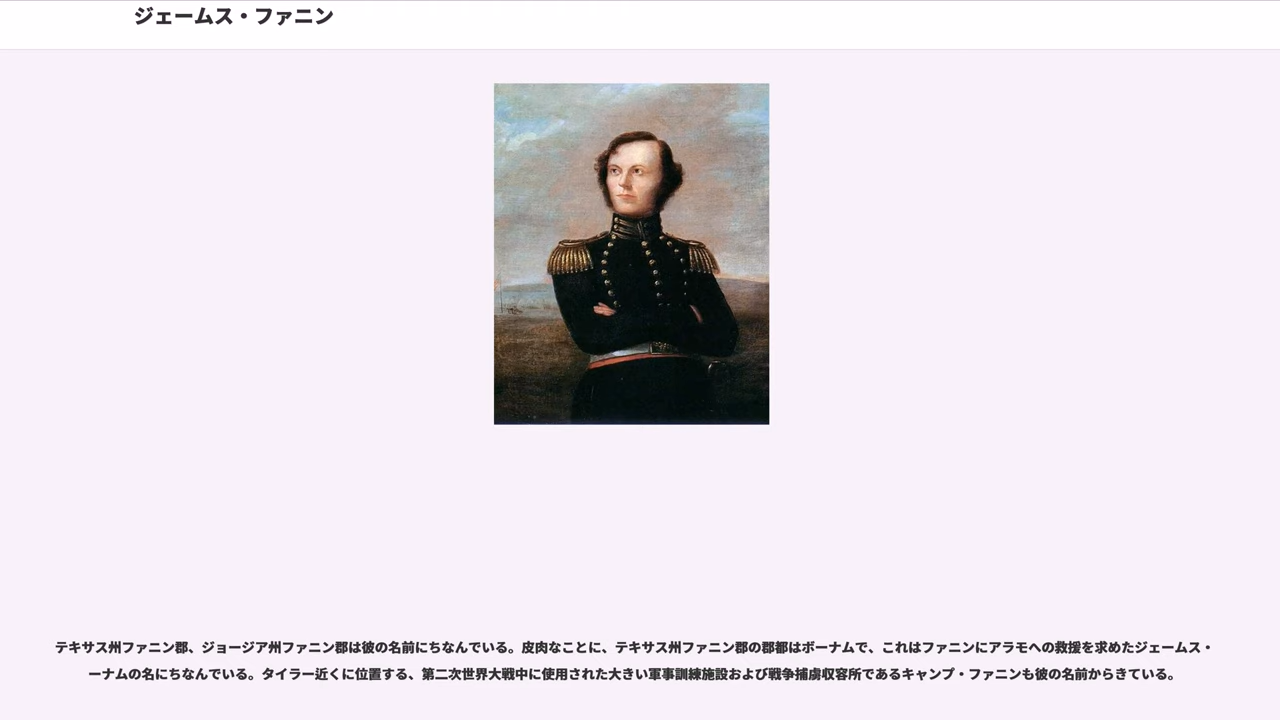 ジェームス・ファニン
テキサス州ファニン郡、ジョージア州ファニン郡は彼の名前にちなんでいる。皮肉なことに、テキサス州ファニン郡の郡都はボーナムで、これはファニンにアラモへの救援を求めたジェームス・
ーナムの名にちなんでいる。タイラー近くに位置する、第二次世界大戦中に使用された大きい軍事訓練施設および戦争捕虜収容所であるキャンプ・ファニンも彼の名前からきている。